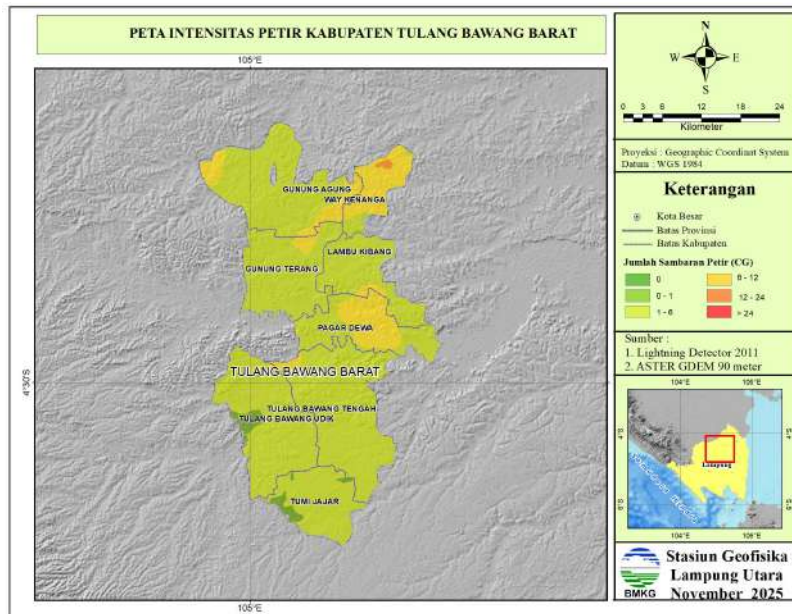 PETA INTENSITAS PETIR KABUPATEN TULANG BAWANG BARAT
105°E
4°30'S
GUNUNG AGUNG
WAY KENANGA
GUNUNG TERANG
LAMBU KIBANG
PAGAR DEWA
TULANG BAWANG BARAT
TULANG BAWANG TENGAH
TULANG BAWANG UDIK
TUMI JAJAR
105°E
N
W E
S
0 3 6 12 18 24
Kilometer
Proyeksi : Geographic Coordinat System
Datum : WGS 1984
Keterangan
Kota Besar
Batas Provinsi
Batas Kabupaten
Jumlah Sambaran Petir (CG)
0
0 - 1
1 - 6
6 - 12
12 - 24
> 24
Sumber :
1. Lightning Detector 2011
2. ASTER GDEM 90 meter
104°E 106°E
4°S 4°S
Lampung
6°S 6°S
104°E 106°E
BMKG
Stasiun Geofisika
Lampung Utara
November 2025